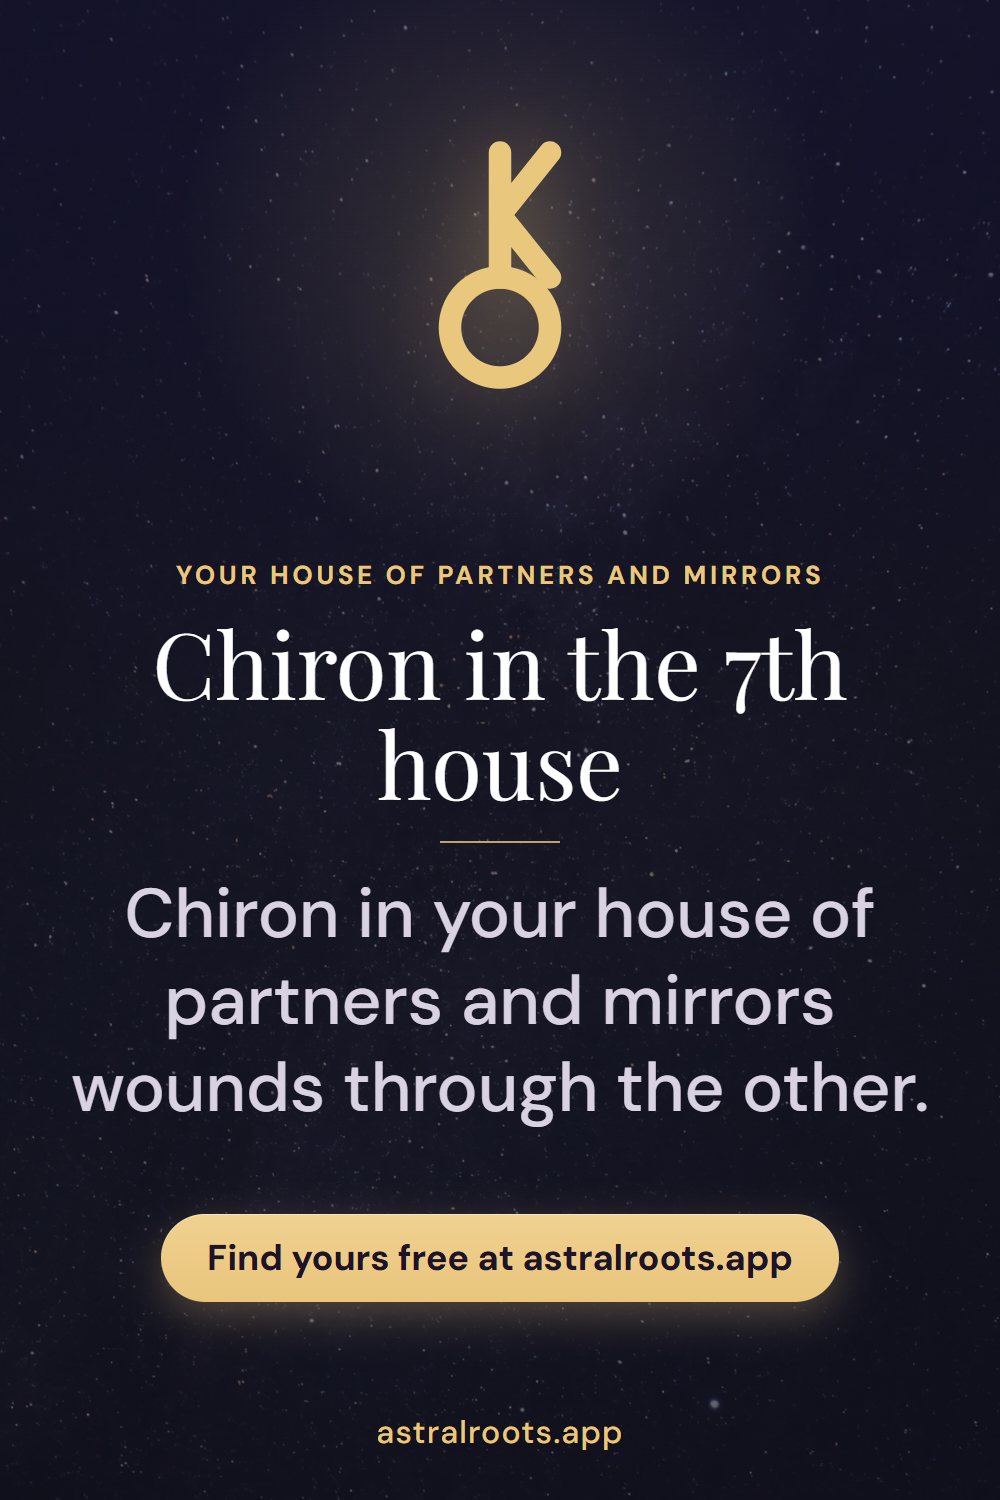 YOUR HOUSE OF PARTNERS AND MIRRORS
Chiron in the 7th
house
Chiron in your house of
partners and mirrors
wounds through the other.
Find yours free at astralroots.app
astralroots.app